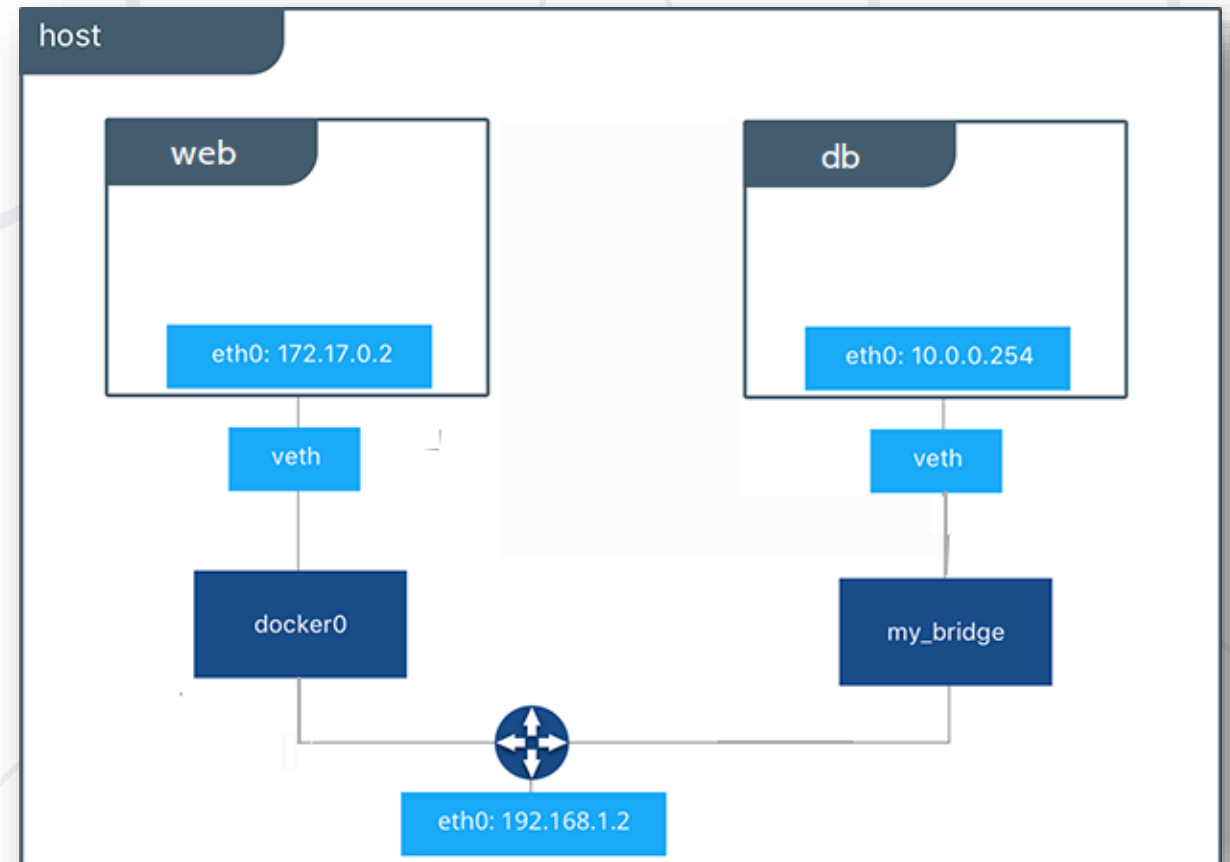 host
web
db
eth0: 172.17.0.2
eth0: 10.0.0.254
veth
veth
docker0
my_bridge
eth0: 192.168.1.2